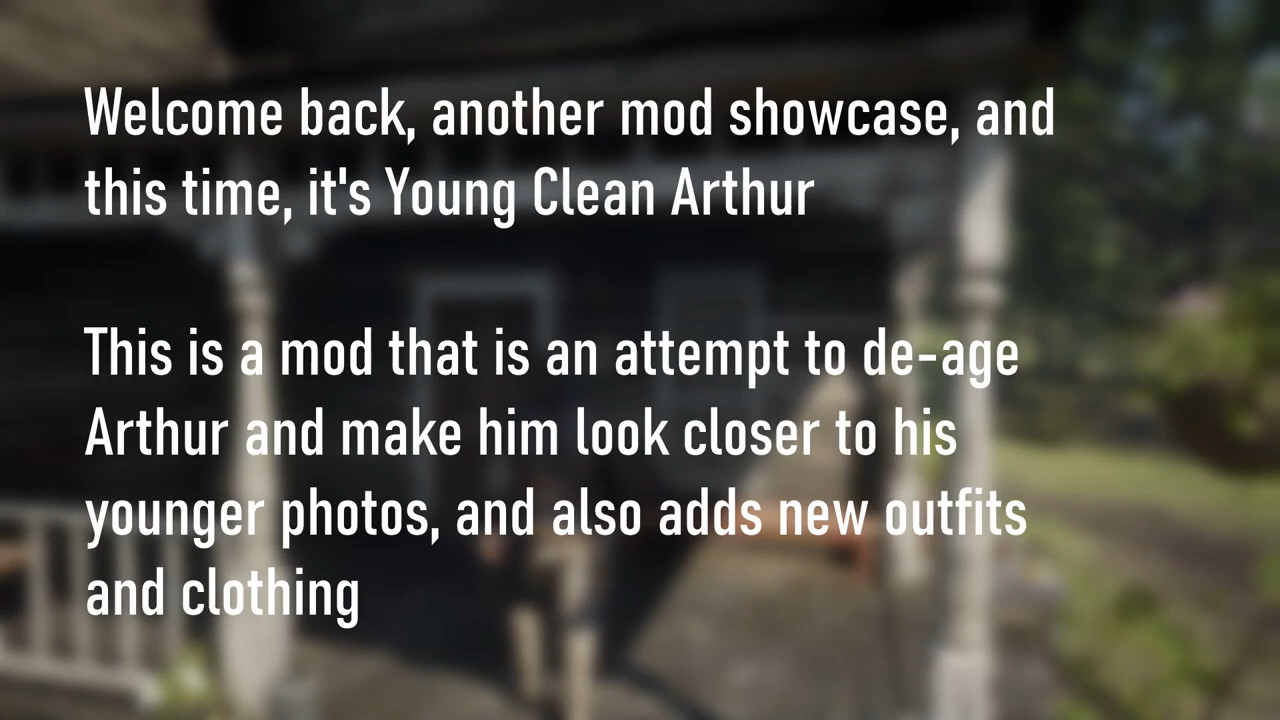 Welcome back, another mod showcase, and
this time, it's Young Clean Arthur
This is a mod that is an attempt to de-age
Arthur and make him look closer to his
younger photos, and also adds new outfits
and clothing